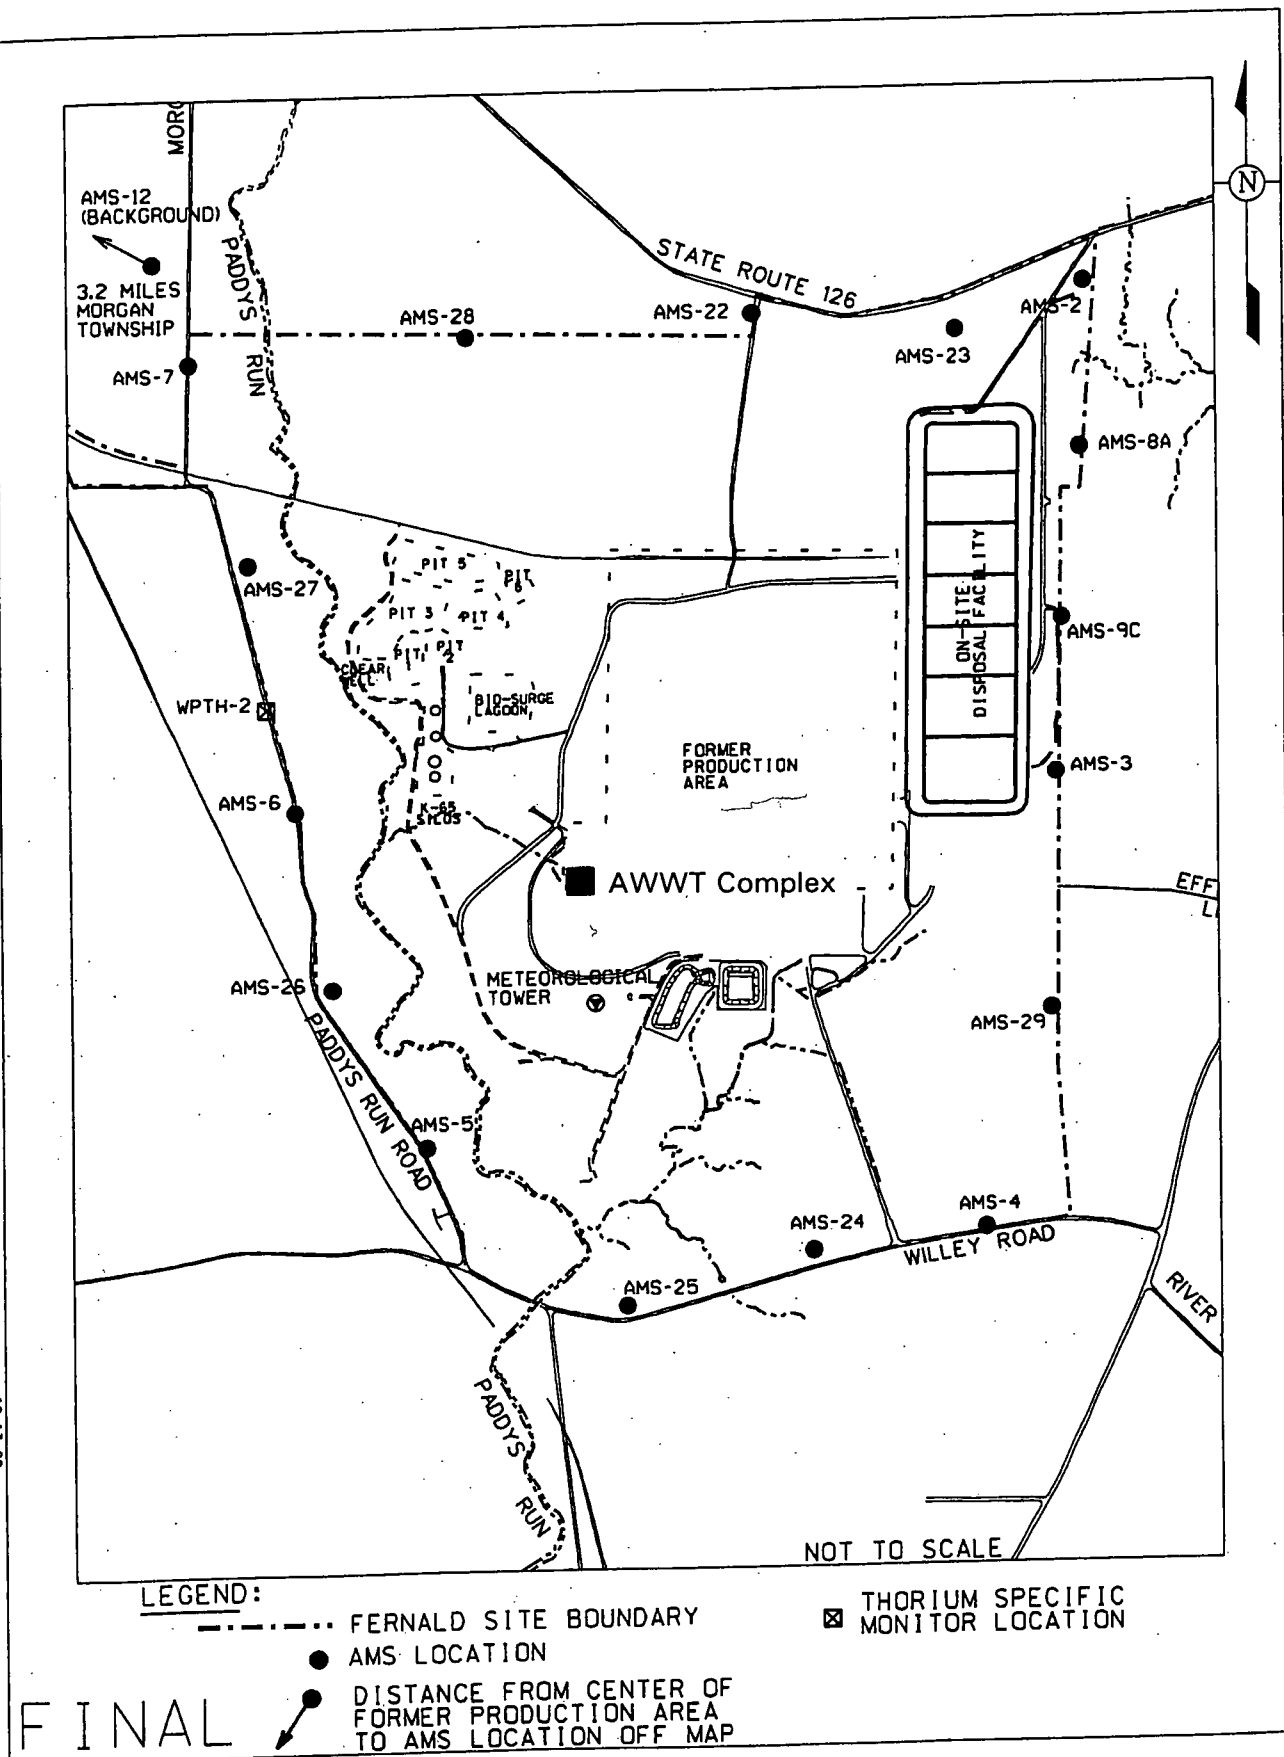 MORG
N
AMS-12
(BACKGROUND)
3.2 MILES
MORGAN
TOWNSHIP
PADDYS RUN
STATE ROUTE 126
AMS-28
AMS-22
AMS-2
AMS-23
AMS-7
AMS-8A
PIT 5
PIT
6
AMS-27
PIT 3
PIT 4
ON-SITE
DISPOSAL FACILITY
AMS-9C
PIT 1
PIT
2
CLEAR
WPTH-2
BIO-SURGE
LAGOON
FORMER
PRODUCTION
AREA
AMS-3
AMS-6
K-65
SILOS
AWWT Complex
EFF
L
AMS-26
METEOROLOGICAL
TOWER
AMS-29
PADDYS RUN ROAD
AMS-5
AMS-4
AMS-24
WILLEY ROAD
AMS-25
RIVER
PADDYS
RUN
NOT TO SCALE
LEGEND:
FERNALD SITE BOUNDARY
THORIUM SPECIFIC
MONITOR LOCATION
AMS LOCATION
DISTANCE FROM CENTER OF
FORMER PRODUCTION AREA
TO AMS LOCATION OFF MAP
FINAL